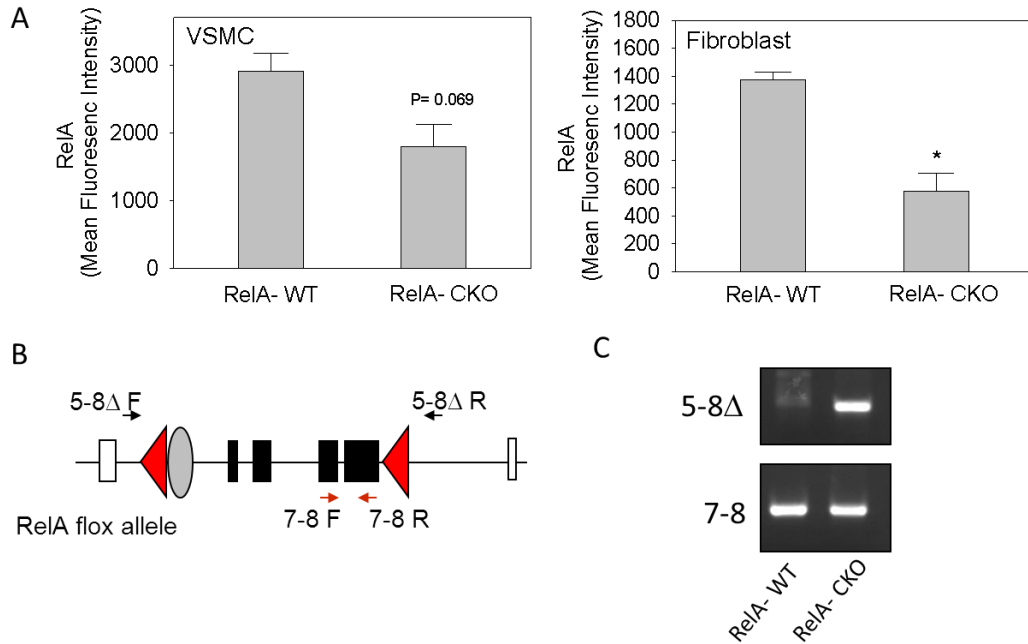 A
VSMC
RelA
(Mean Fluoresenc Intensity)
3000
2000
1000
0
P= 0.069
RelA- WT
RelA- CKO
Fibroblast
RelA
(Mean Fluoresenc Intensity)
1800
1600
1400
1200
1000
800
600
400
200
0
*
RelA- WT
RelA- CKO
B
5-8Δ F
5-8Δ R
7-8 F
7-8 R
RelA flox allele
C
5-8Δ
7-8
RelA- WT
RelA- CKO